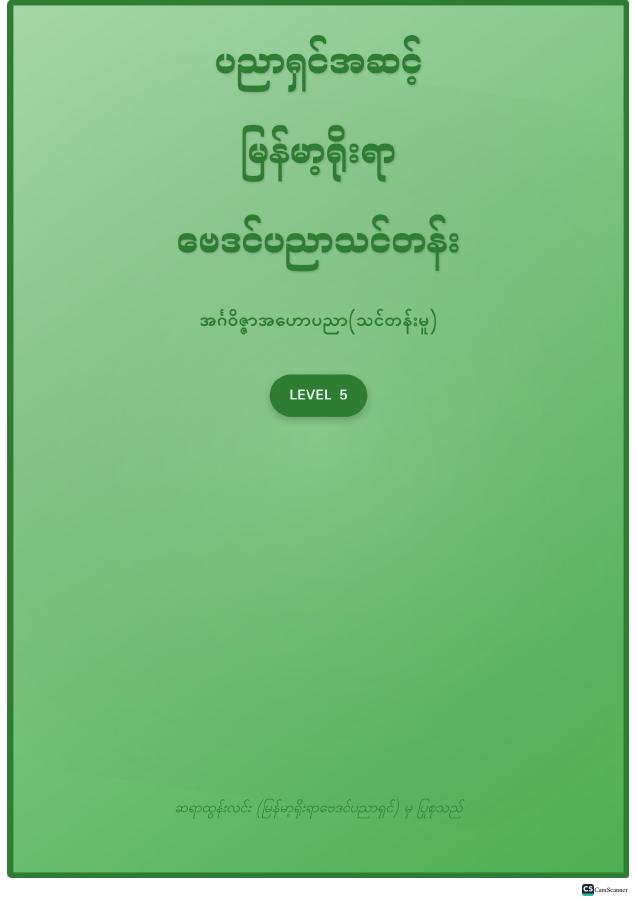 ပညာရှင်အဆင့်
မြန်မာ့ရိုးရာ
ဗေဒင်ပညာသင်တန်း
အင်္ဂဝိဇ္ဇာအဟောပညာ(သင်တန်းမူ)
LEVEL 5
ဆရာထွန်းလင်း (မြန်မာ့ရိုးရာဗေဒင်ပညာရှင်) မှ ပြုစုသည်
CS CamScanner